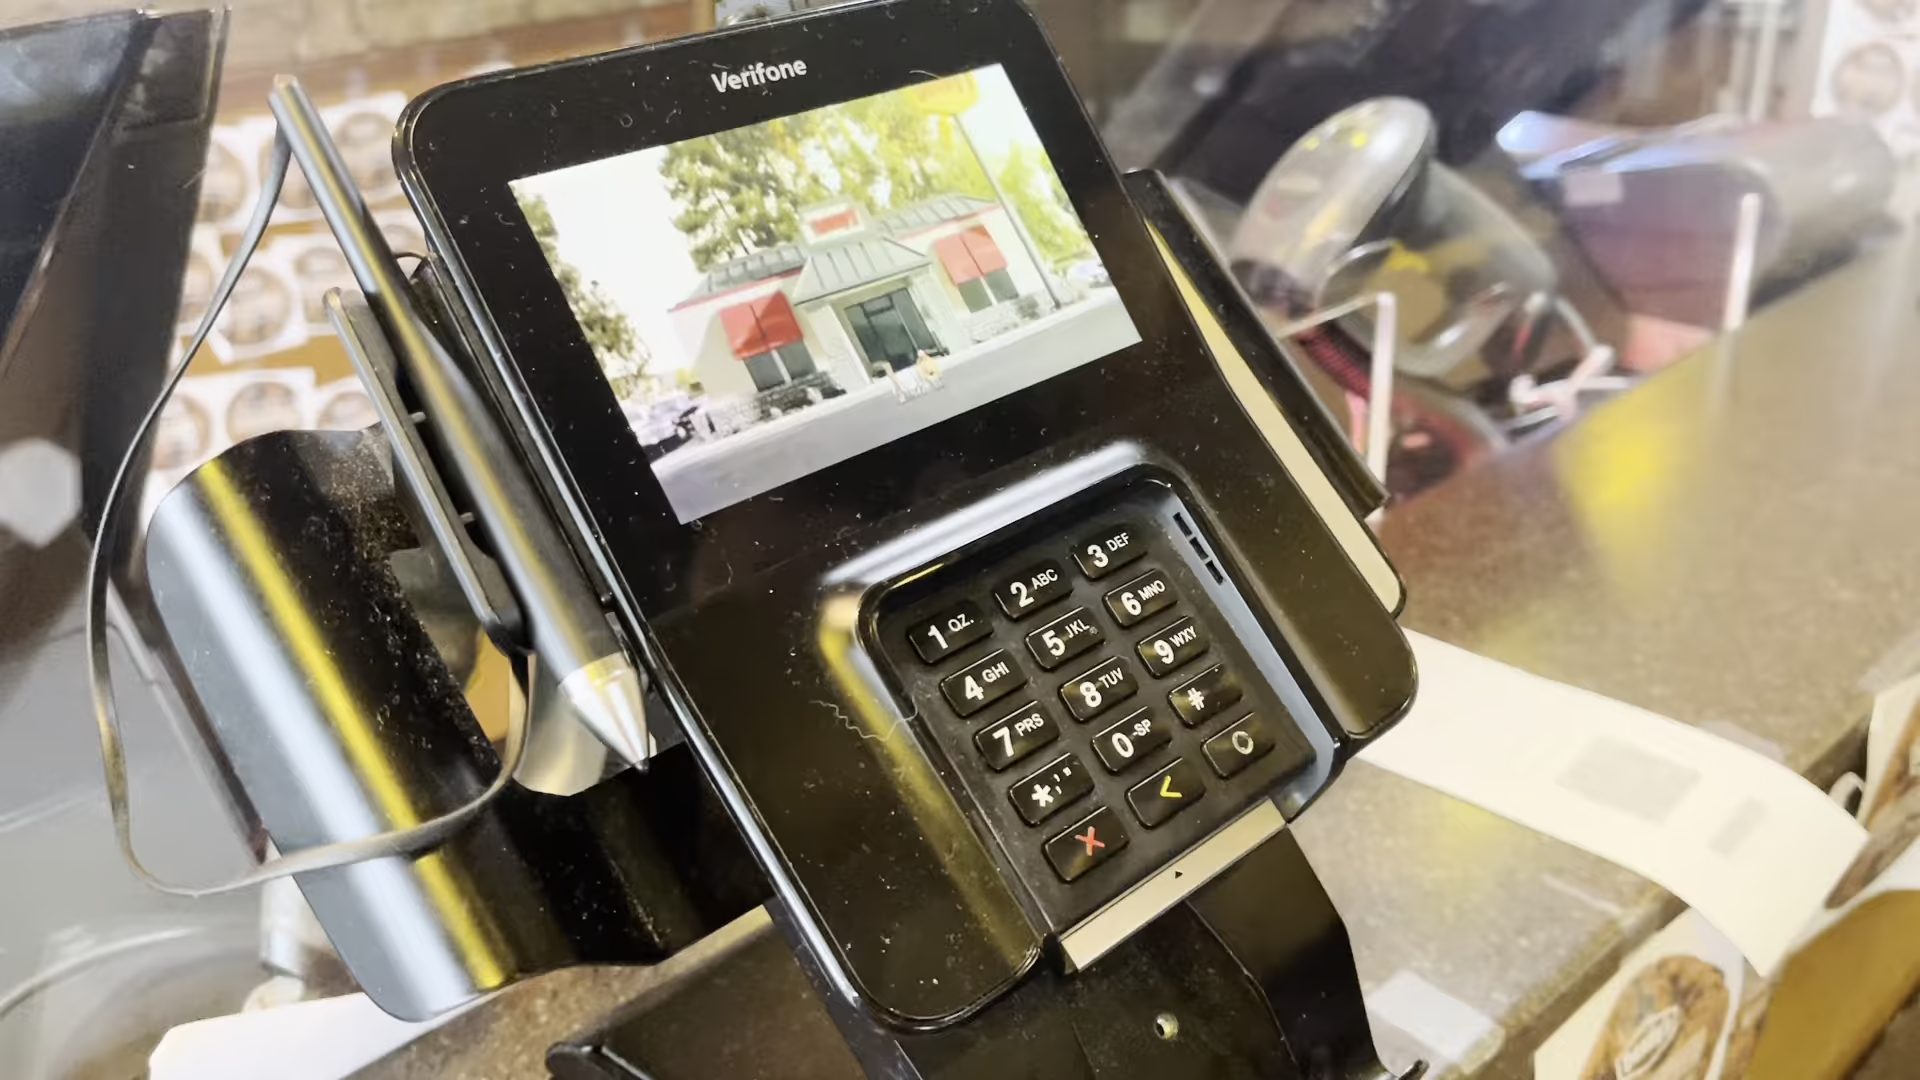 Verifone
1 QZ.
2 ABC
3 DEF
4 GHI
5 JKL
6 MNO
7 PRS
8 TUV
9 WXY
*,'"
0 -SP
#
X
<
O